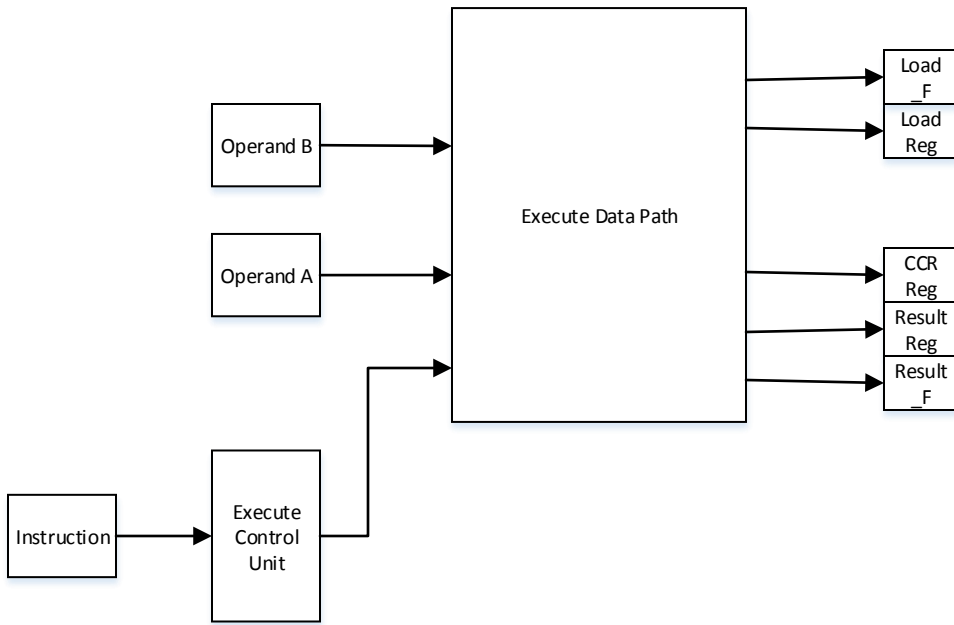 Load
_F
Load
Reg
Operand B
Execute Data Path
Operand A
CCR
Reg
Result
Reg
Result
_F
Instruction
Execute
Control
Unit